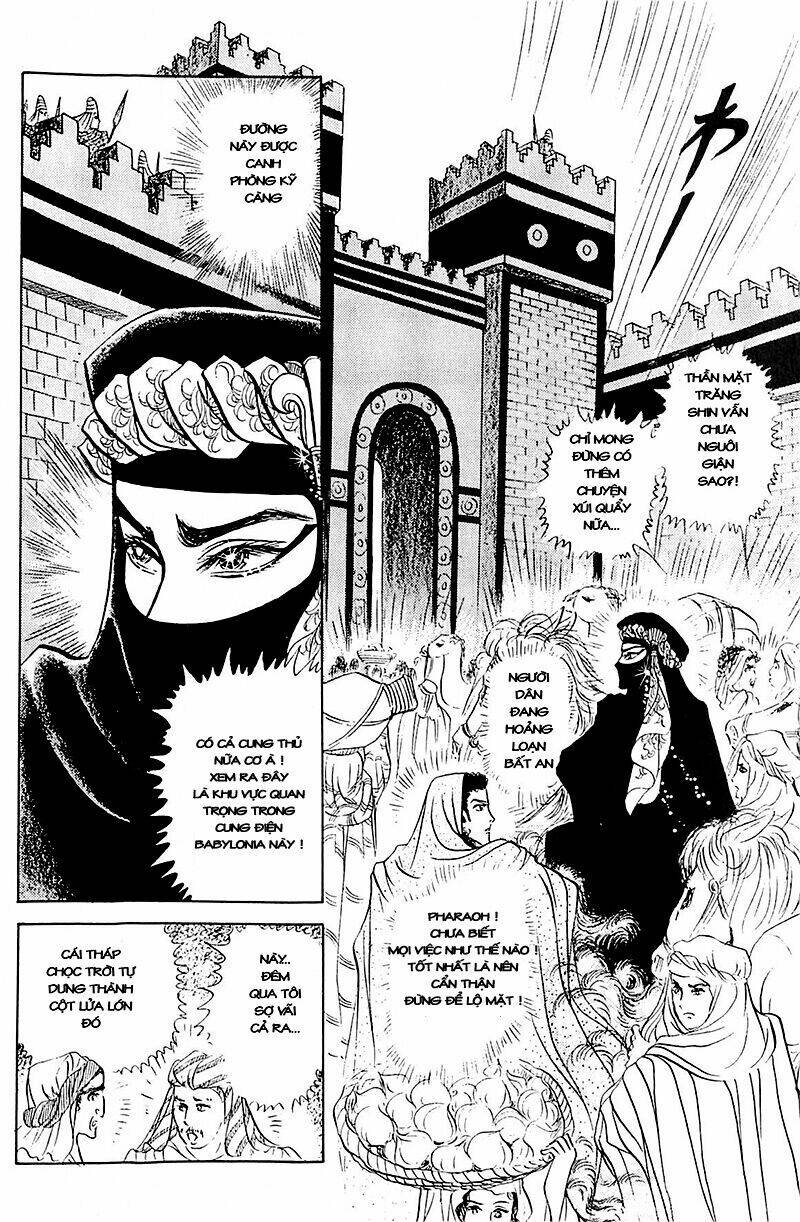 わー
THẦN MẶT
TRĂNG
SHIN VẪN
CHƯA
NGUÔI
GIẬN
SAO?!
CHỈ MONG
ĐỪNG CÓ
THÊM
CHUYỆN
XÚI QUẨY
NỮA...
NGƯỜI
DÂN
ĐANG
HOẢNG
LOẠN
BẤT AN
PHARAOH !
CHƯA BIẾT
MỌI VIỆC NHƯ THẾ NÀO !
TỐT NHẤT LÀ NÊN
CẨN THẬN
ĐỪNG ĐỂ LỘ MẶT !
ĐƯỜNG
NÀY ĐƯỢC
CANH
PHÒNG KỸ
CÀNG
CÓ CẢ CUNG THỦ
NỮA CƠ À !
XEM RA ĐÂY
LÀ KHU VỰC QUAN
TRỌNG TRONG
CUNG ĐIỆN
BABYLONIA NÀY !
NÀY..
ĐÊM
QUA TÔI
SỢ VÃI
CẢ RA...
CÁI THÁP
CHỌC TRỜI TỰ
DƯNG THÀNH
CỘT LỬA LỚN
ĐÓ